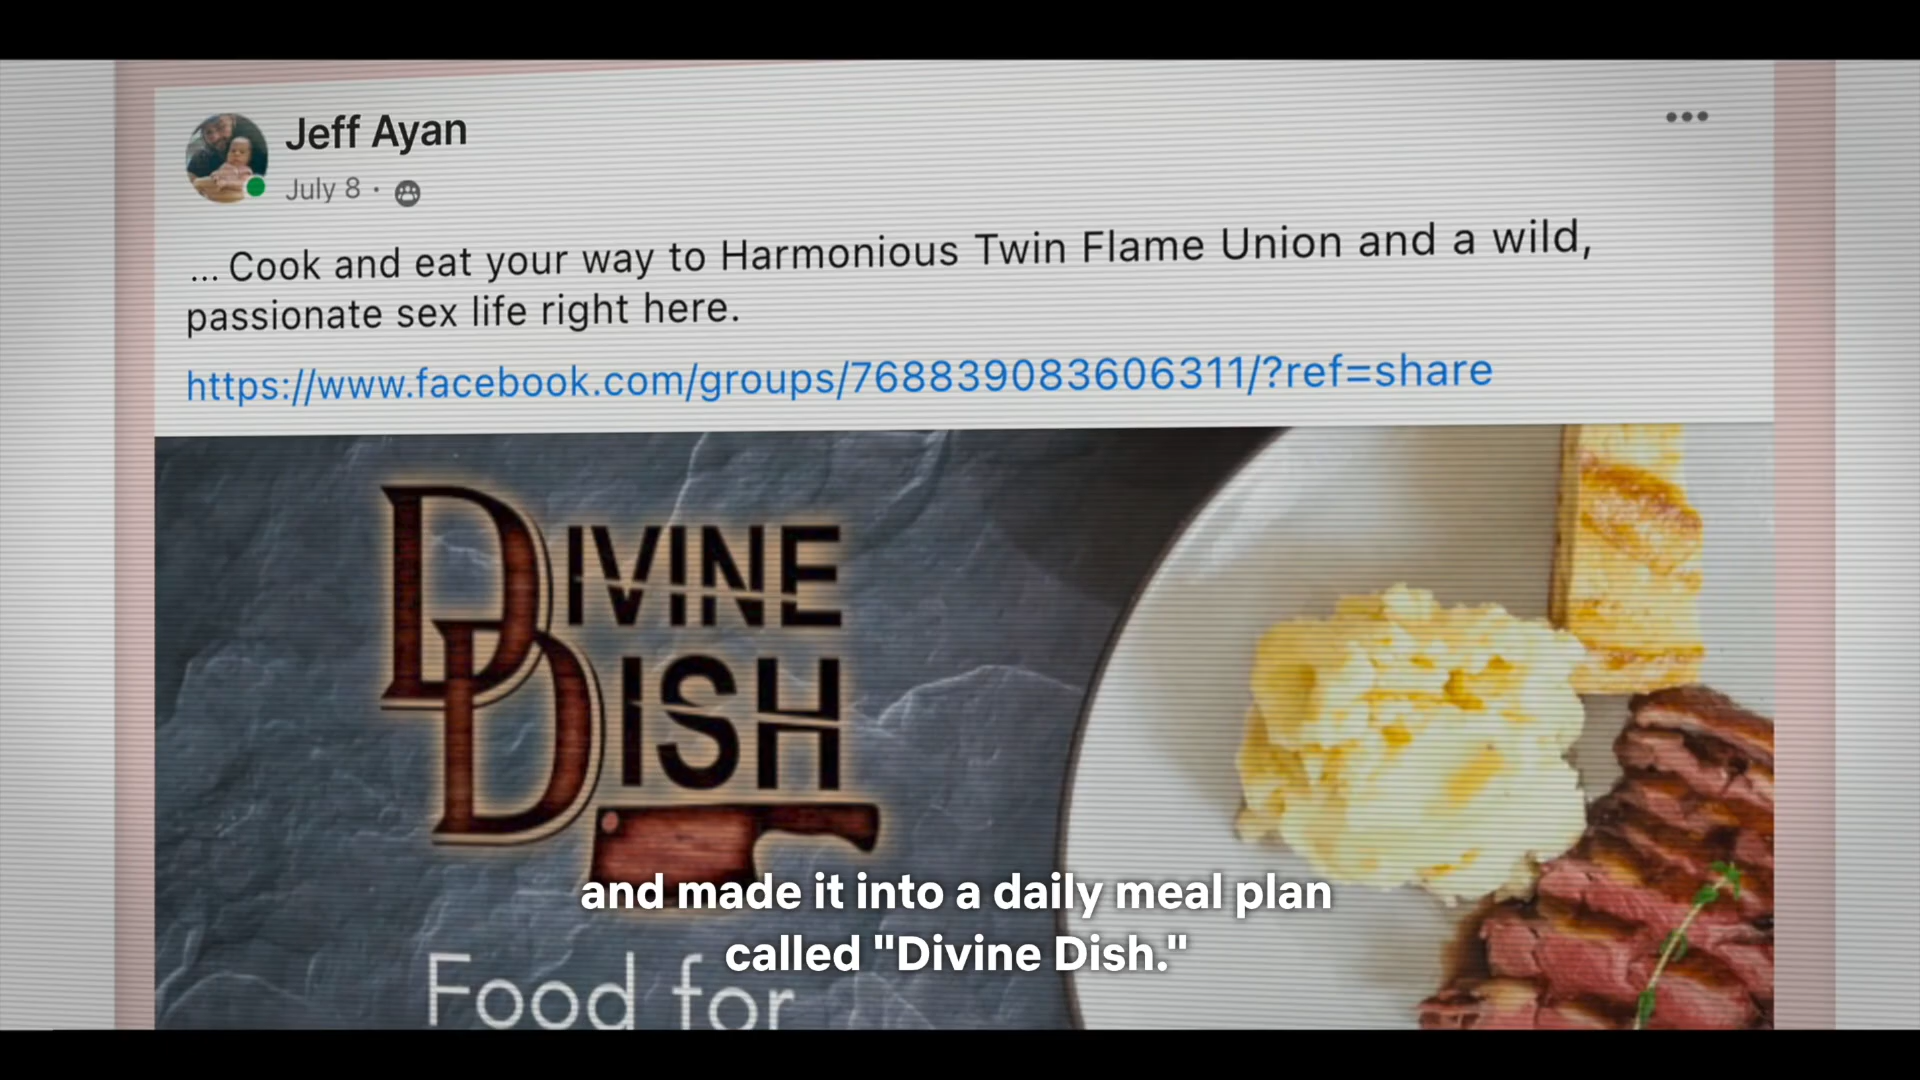 Jeff Ayan
July 8 ·
... Cook and eat your way to Harmonious Twin Flame Union and a wild,
passionate sex life right here.
https://www.facebook.com/groups/768839083606311/?ref=share
DIVINE
DISH
Food for
and made it into a daily meal plan
called "Divine Dish."